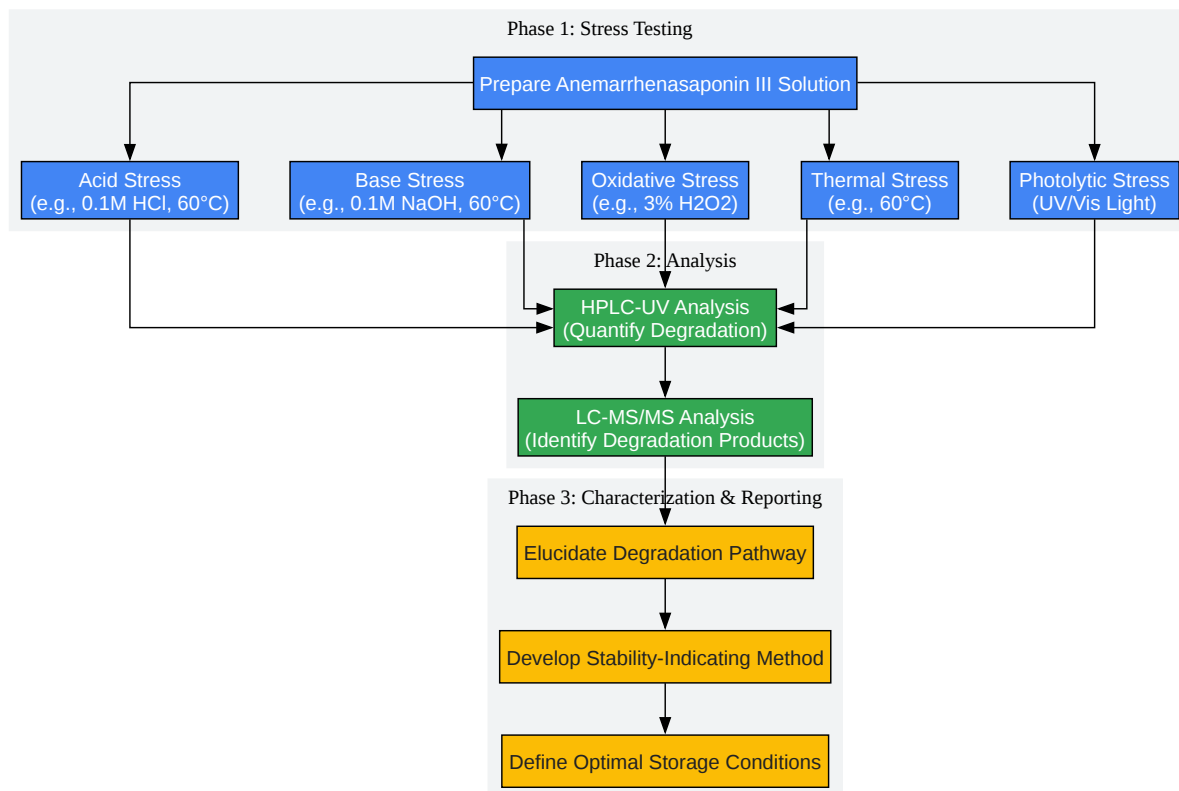 Phase 1: Stress Testing
Prepare Anemarrhenasaponin III Solution
Acid Stress
(e.g., 0.1M HCl, 60°C)
Base Stress
(e.g., 0.1M NaOH, 60°C)
Oxidative Stress
(e.g., 3% H2O2)
Thermal Stress
(e.g., 60°C)
Photolytic Stress
(UV/Vis Light)
Phase 2: Analysis
HPLC-UV Analysis
(Quantify Degradation)
LC-MS/MS Analysis
(Identify Degradation Products)
Phase 3: Characterization & Reporting
Elucidate Degradation Pathway
Develop Stability-Indicating Method
Define Optimal Storage Conditions